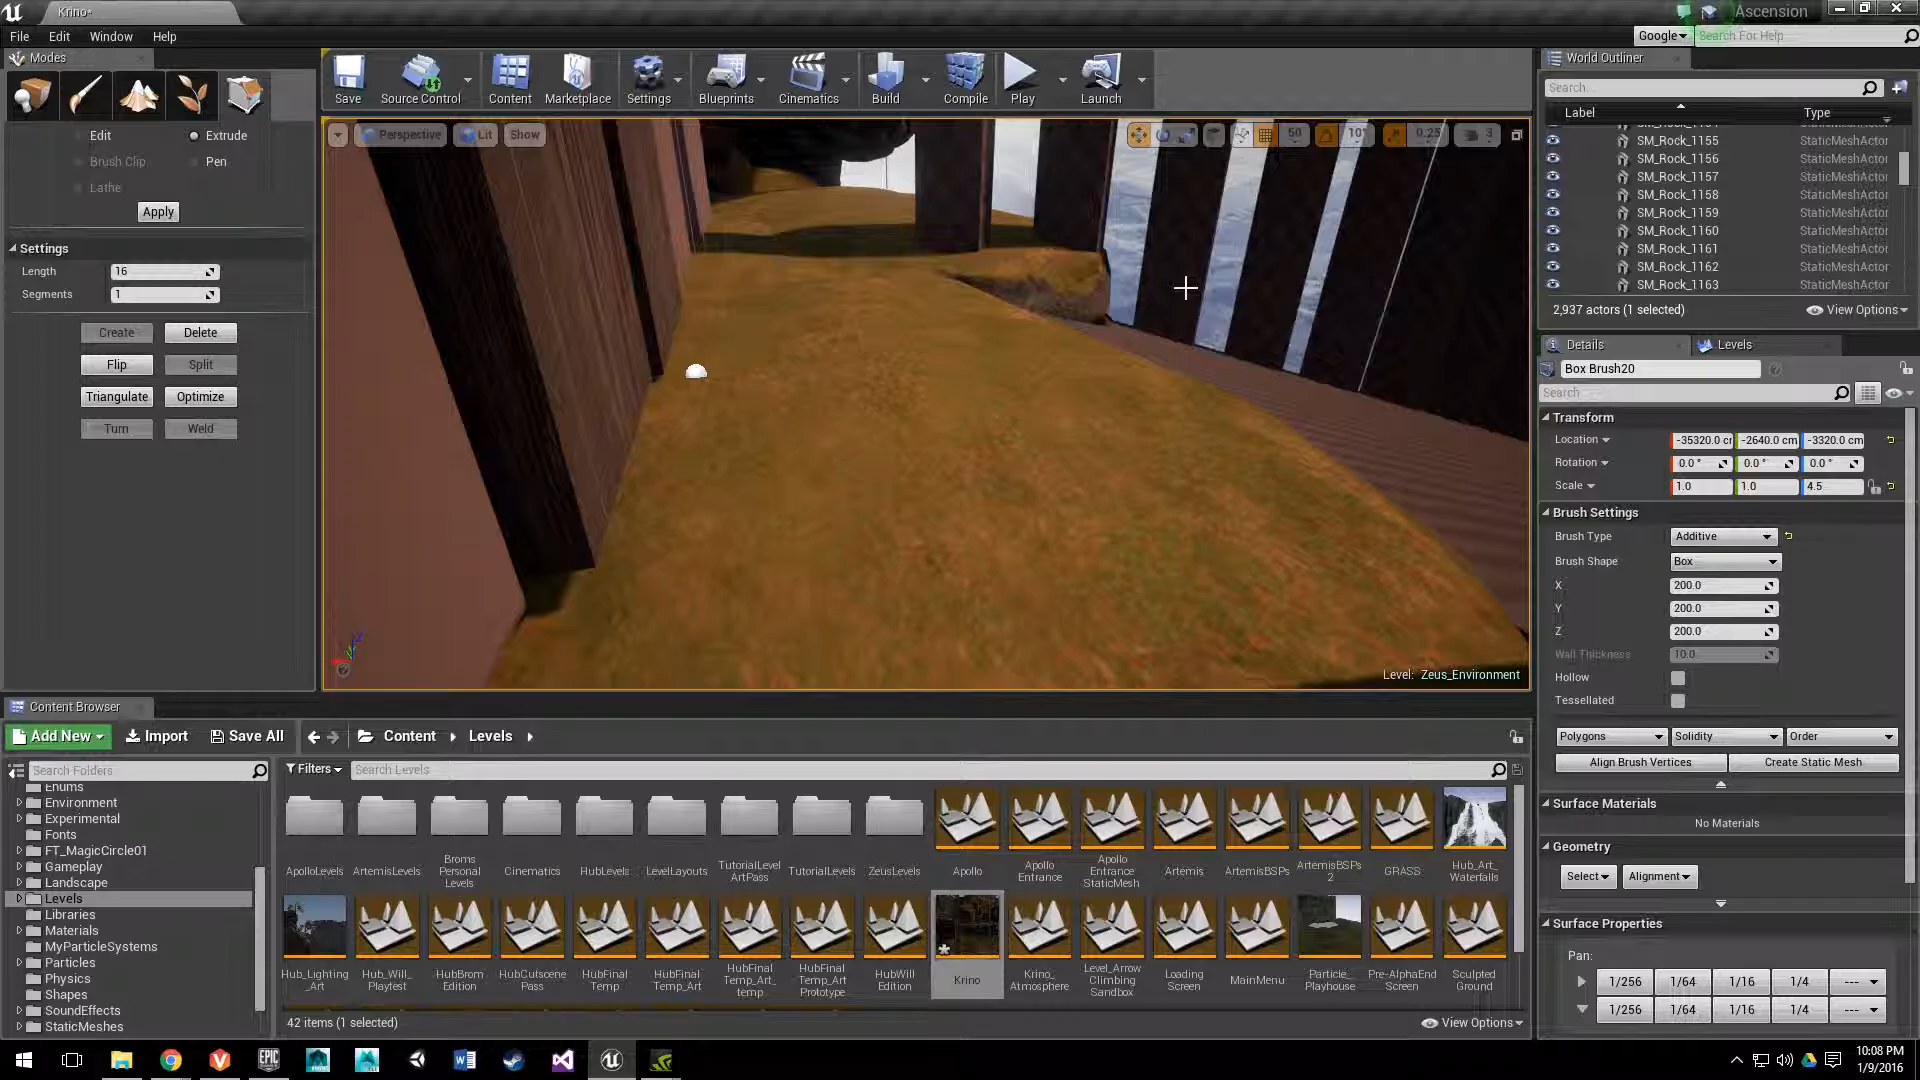 Krino*
Ascension
File Edit Window Help
Google
Search For Help
Modes
Save
Source Control
Content
Marketplace
Settings
Blueprints
Cinematics
Build
Compile
Play
Launch
World Outliner
Search...
Label Type
Edit Extrude
Brush Clip Pen
Lathe
Apply
Perspective Lit Show
50 10° 0.25 3
SM_Rock_1155 StaticMeshActor
SM_Rock_1156 StaticMeshActor
SM_Rock_1157 StaticMeshActor
SM_Rock_1158 StaticMeshActor
SM_Rock_1159 StaticMeshActor
SM_Rock_1160 StaticMeshActor
SM_Rock_1161 StaticMeshActor
SM_Rock_1162 StaticMeshActor
SM_Rock_1163 StaticMeshActor
2,937 actors (1 selected) View Options
Settings
Length 16
Segments 1
Create Delete
Flip Split
Triangulate Optimize
Turn Weld
Details Levels
Box Brush20
Search
Transform
Location -35320.0 cm -2640.0 cm -3320.0 cm
Rotation 0.0 ° 0.0 ° 0.0 °
Scale 1.0 1.0 4.5
Brush Settings
Brush Type Additive
Brush Shape Box
X 200.0
Y 200.0
Z 200.0
Wall Thickness 10.0
Hollow
Tessellated
Polygons Solidity Order
Align Brush Vertices Create Static Mesh
Surface Materials
No Materials
Geometry
Select Alignment
Surface Properties
Pan:
1/256 1/64 1/16 1/4 ---
1/256 1/64 1/16 1/4 ---
Level: Zeus_Environment
Content Browser
Add New Import Save All Content Levels
Search Folders
Filters Search Levels
Enums
Environment
Experimental
Fonts
FT_MagicCircle01
Gameplay
Landscape
Levels
Libraries
Materials
MyParticleSystems
Particles
Physics
Shapes
SoundEffects
StaticMeshes
ApolloLevels
ArtemisLevels
Broms Personal Levels
Cinematics
HubLevels
LevelLayouts
TutorialLevel ArtPass
TutorialLevels
ZeusLevels
Apollo
Apollo Entrance
Apollo Entrance StaticMesh
Artemis
ArtemisBSPs
ArtemisBSPs 2
GRASS
Hub_Art_ Waterfalls
Hub_Lighting _Art
Hub_Will_ Playtest
HubBrom Edition
HubCutscene Pass
HubFinal Temp
HubFinal Temp_Art
HubFinal Temp_Art_ temp
HubFinal Temp_Art Prototype
HubWill Edition
Krino
Krino_ Atmosphere
Level_Arrow Climbing Sandbox
Loading Screen
MainMenu
Particle_ Playhouse
Pre-AlphaEnd Screen
Sculpted Ground
42 items (1 selected) View Options
EPIC GAMES
10:08 PM
1/9/2016